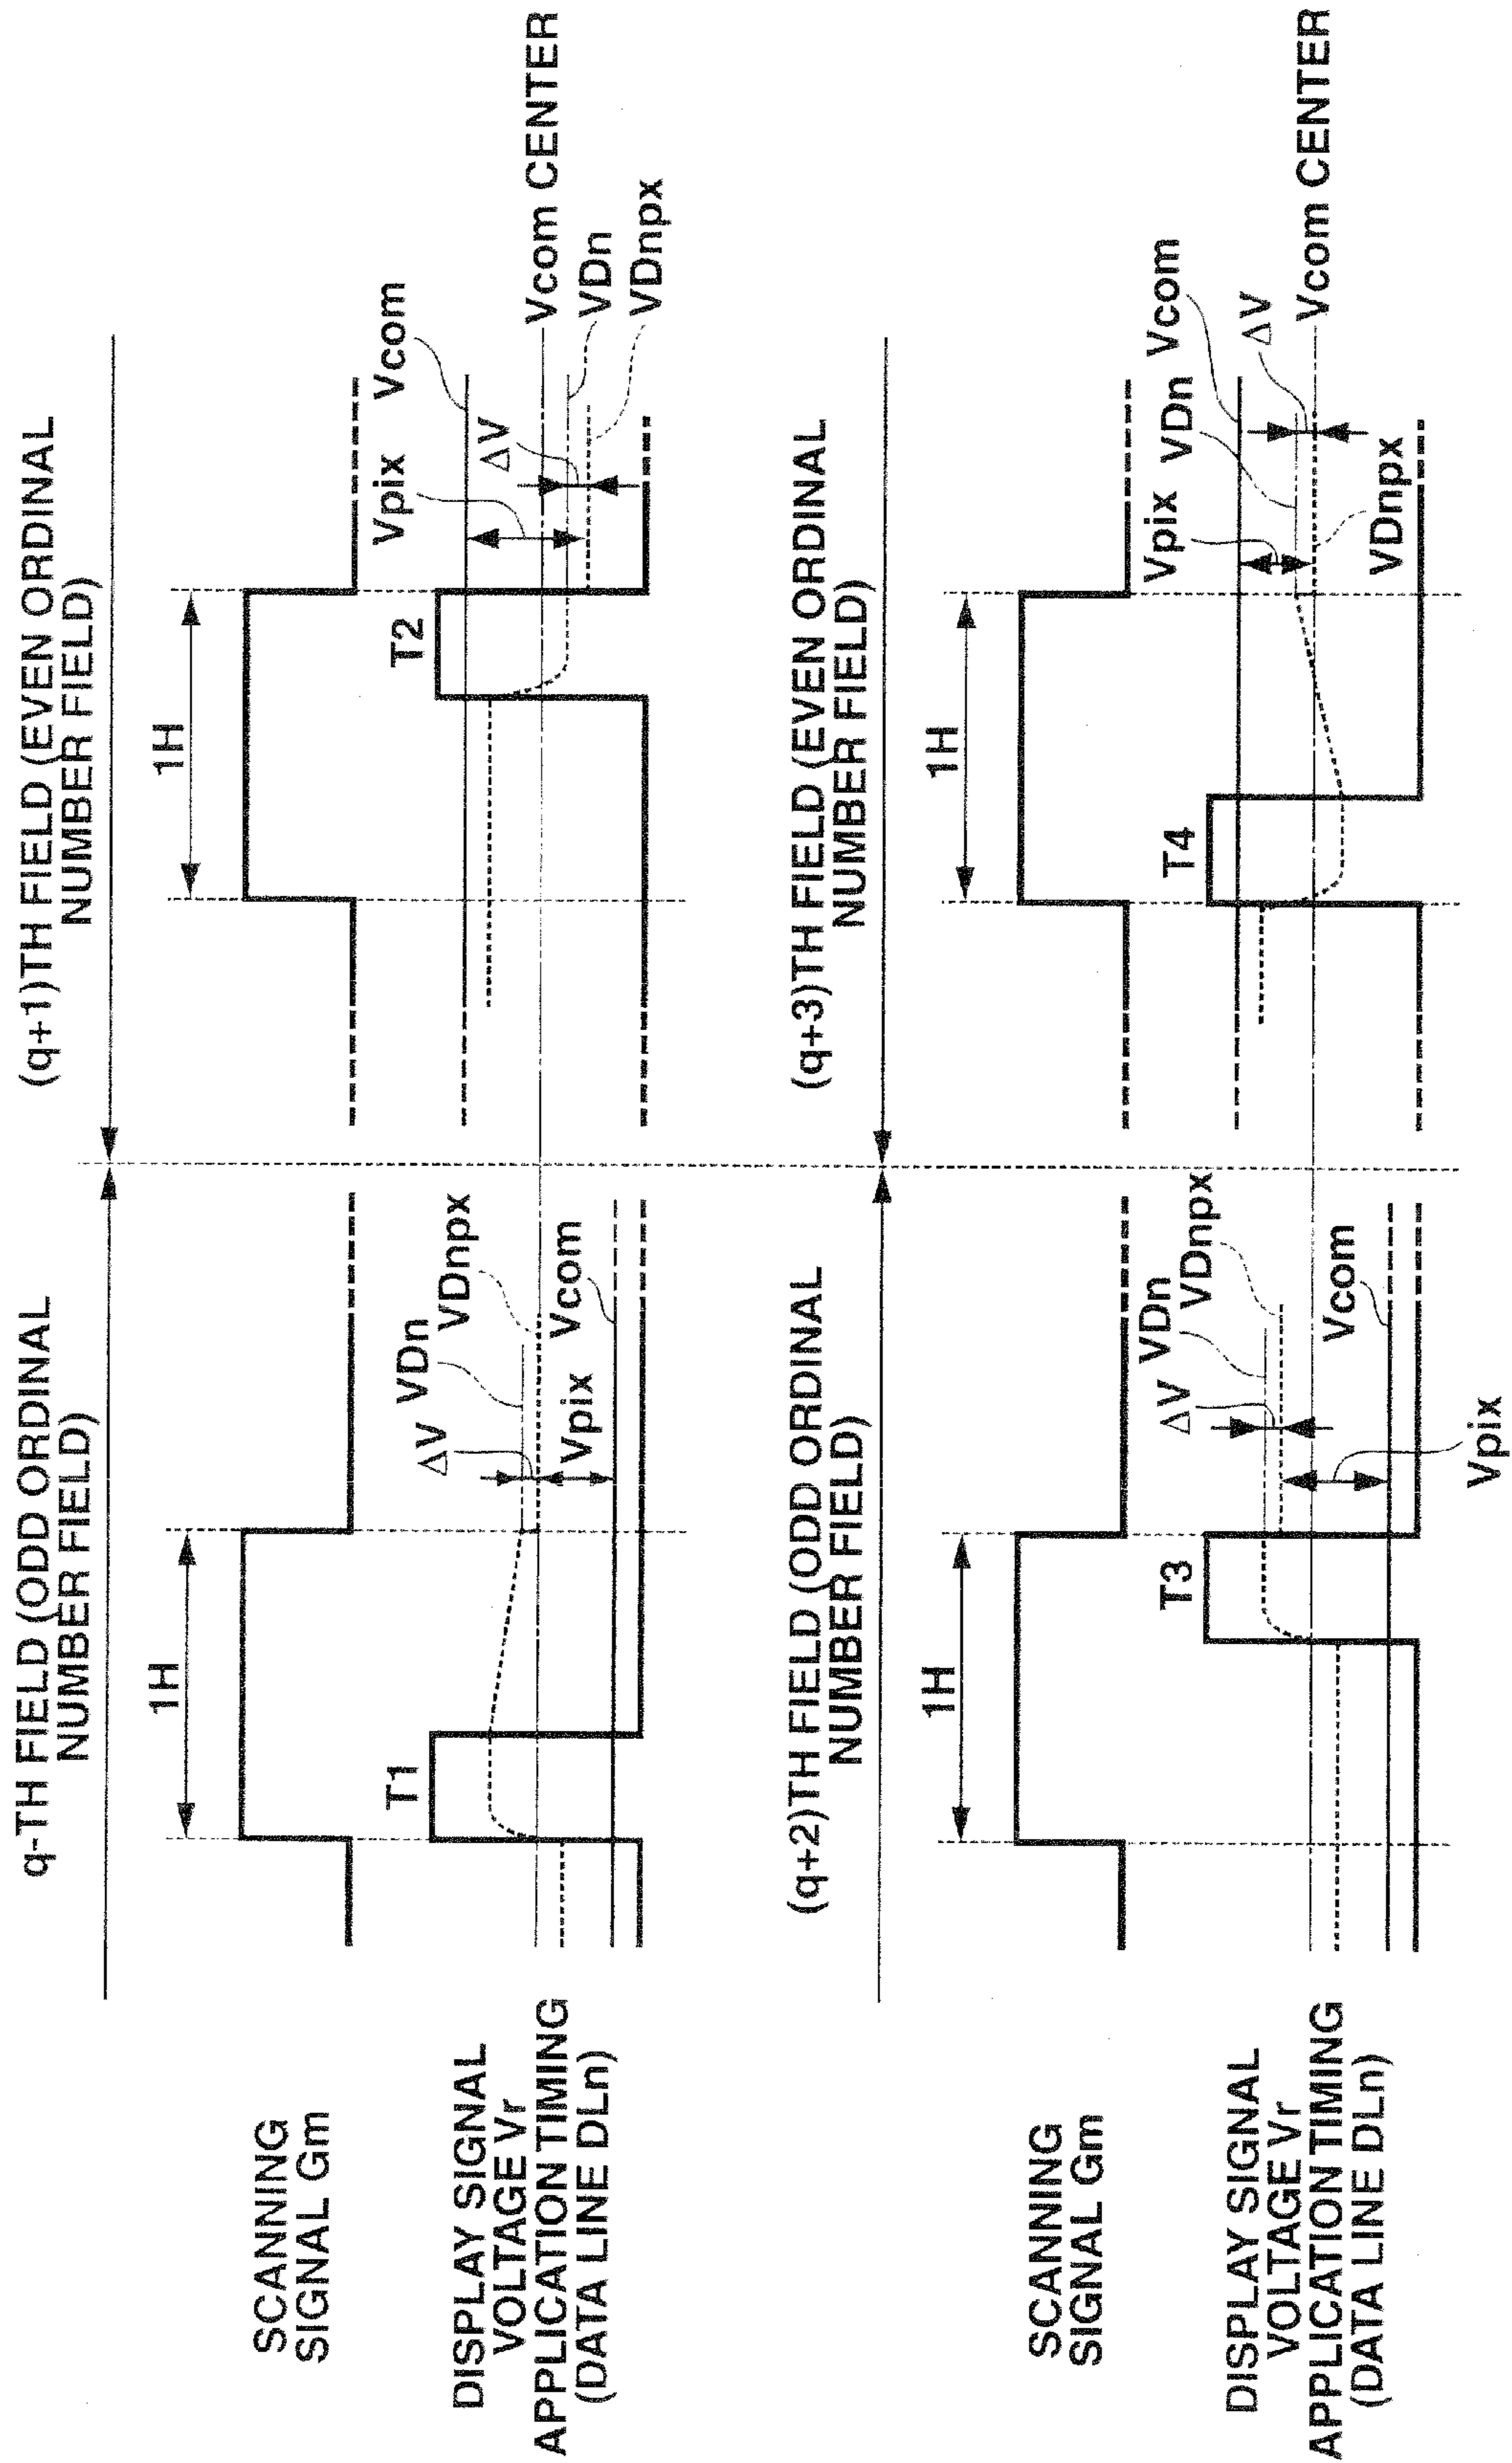 q-TH FIELD (ODD ORDINAL
NUMBER FIELD)
(q+1)TH FIELD (EVEN ORDINAL
NUMBER FIELD)
SCANNING
SIGNAL Gm
1H
1H
DISPLAY SIGNAL
VOLTAGE Vr
APPLICATION TIMING
(DATA LINE DLn)
T1
ΔV
VDn
VDnpx
Vpix
Vcom
T2
Vpix
Vcom
ΔV
Vcom CENTER
VDn
VDnpx
(q+2)TH FIELD (ODD ORDINAL
NUMBER FIELD)
(q+3)TH FIELD (EVEN ORDINAL
NUMBER FIELD)
SCANNING
SIGNAL Gm
1H
1H
DISPLAY SIGNAL
VOLTAGE Vr
APPLICATION TIMING
(DATA LINE DLn)
T3
ΔV
VDn
VDnpx
Vcom
Vpix
T4
Vpix
VDn
Vcom
ΔV
Vcom CENTER
VDnpx